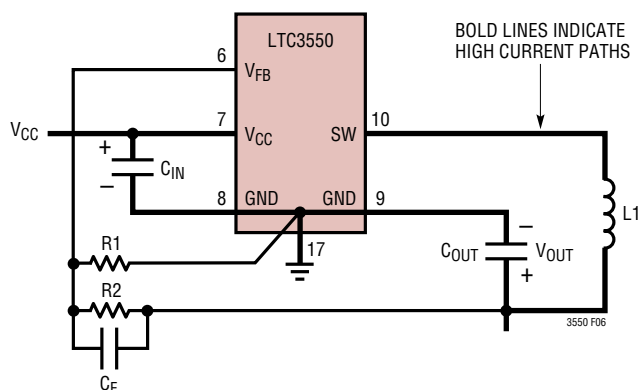 LTC3550
BOLD LINES INDICATE
HIGH CURRENT PATHS
6
VFB
VCC
7
VCC
SW
10
+
CIN
–
8
GND
GND
9
L1
R1
17
COUT
–
VOUT
+
R2
3550 F06
CF